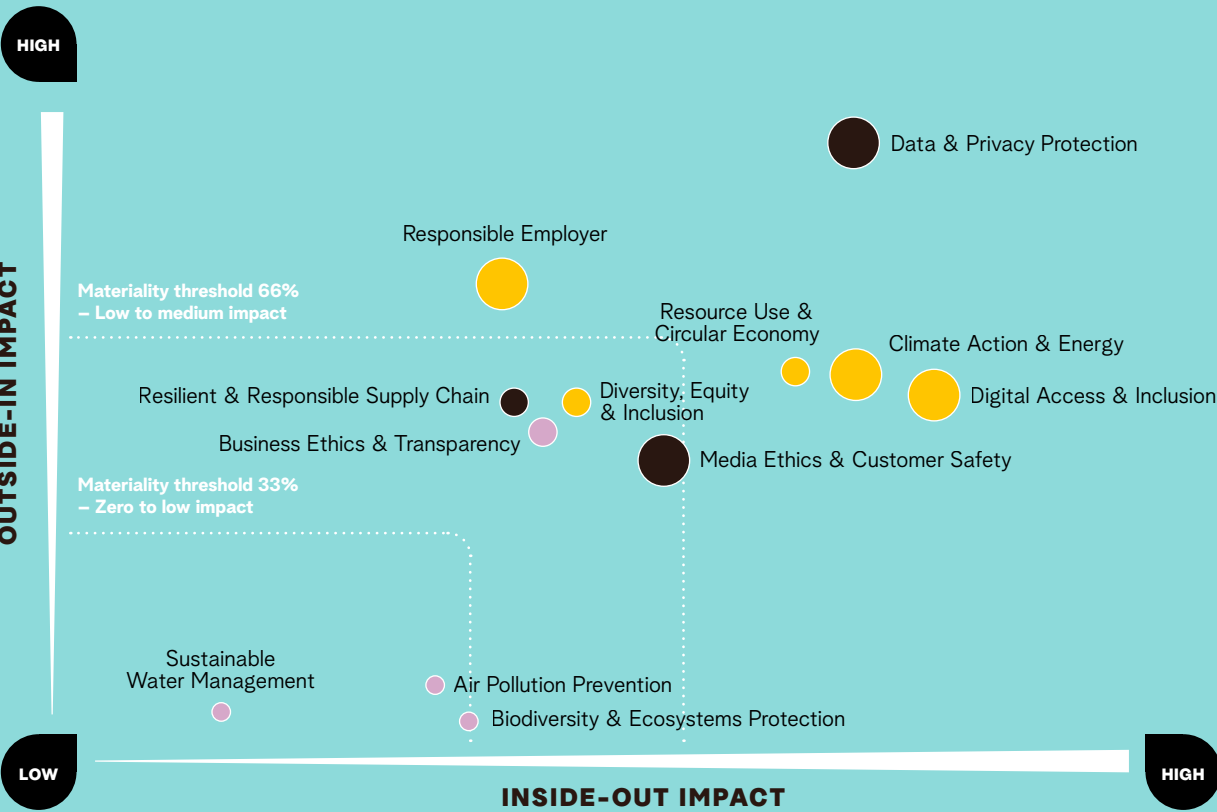 HIGH
Data & Privacy Protection
Responsible Employer
Materiality threshold 66%
– Low to medium impact
Resource Use &
Circular Economy
Climate Action & Energy
Resilient & Responsible Supply Chain
Diversity, Equity
& Inclusion
Digital Access & Inclusion
Business Ethics & Transparency
Media Ethics & Customer Safety
Materiality threshold 33%
– Zero to low impact
OUTSIDE-IN IMPACT
Sustainable
Water Management
Air Pollution Prevention
Biodiversity & Ecosystems Protection
LOW
HIGH
INSIDE-OUT IMPACT